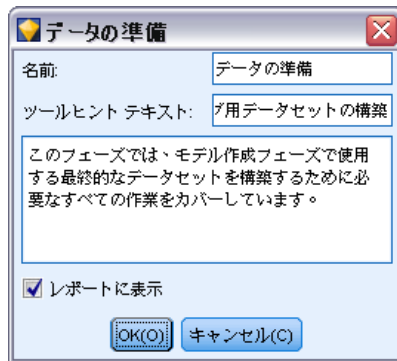 データの準備
名前:
データの準備
ツールヒント テキスト:
用データセットの構築
このフェーズでは、モデル作成フェーズで使用
する最終的なデータセットを構築するために必
要なすべての作業をカバーしています。
レポートに表示
OK(O)
キャンセル(C)